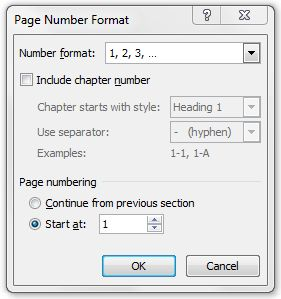 Page Number Format
Number format: 1, 2, 3, ...
Include chapter number
Chapter starts with style: Heading 1
Use separator: - (hyphen)
Examples: 1-1, 1-A
Page numbering
Continue from previous section
Start at: 1
OK Cancel